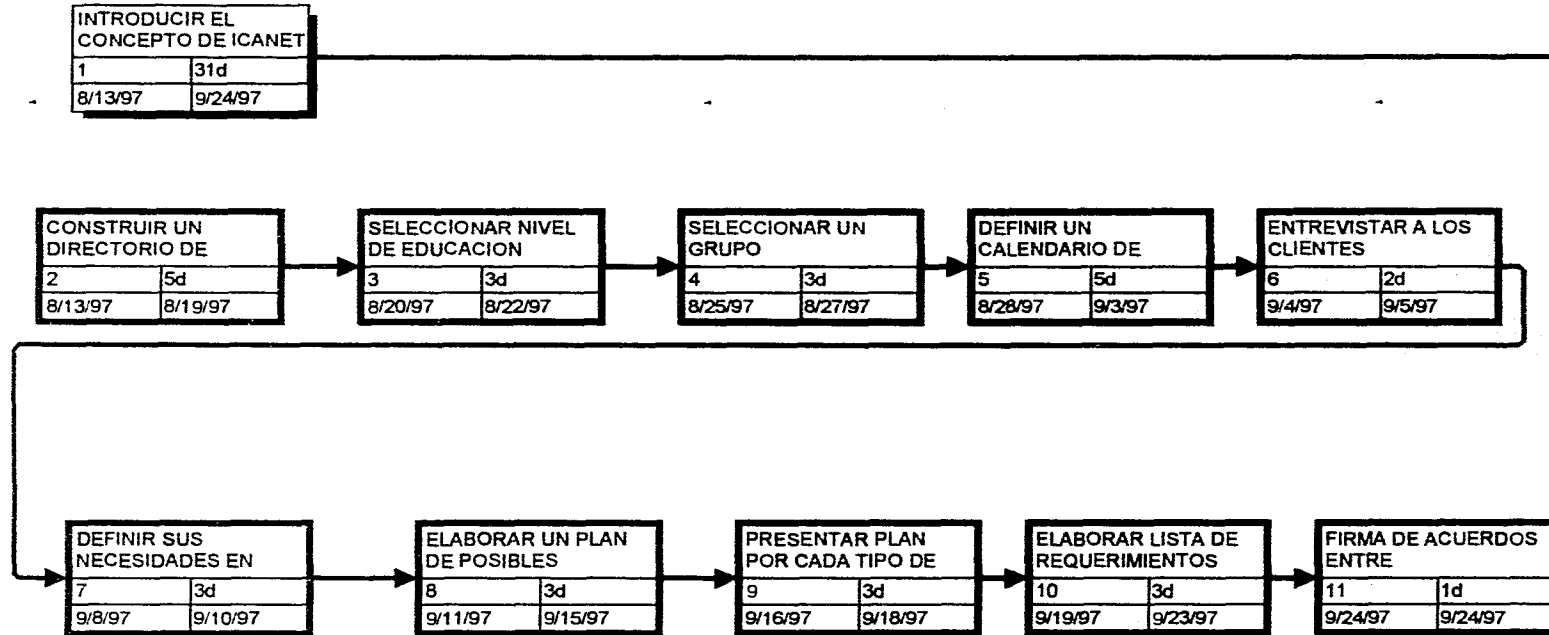 INTRODUCIR EL
CONCEPTO DE ICANET
1 31d
8/13/97 9/24/97
CONSTRUIR UN
DIRECTORIO DE
2 5d
8/13/97 8/19/97
SELECCIONAR NIVEL
DE EDUCACION
3 3d
8/20/97 8/22/97
SELECCIONAR UN
GRUPO
4 3d
8/25/97 8/27/97
DEFINIR UN
CALENDARIO DE
5 5d
8/28/97 9/3/97
ENTREVISTAR A LOS
CLIENTES
6 2d
9/4/97 9/5/97
DEFINIR SUS
NECESIDADES EN
7 3d
9/8/97 9/10/97
ELABORAR UN PLAN
DE POSIBLES
8 3d
9/11/97 9/15/97
PRESENTAR PLAN
POR CADA TIPO DE
9 3d
9/16/97 9/18/97
ELABORAR LISTA DE
REQUERIMIENTOS
10 3d
9/19/97 9/23/97
FIRMA DE ACUERDOS
ENTRE
11 1d
9/24/97 9/24/97